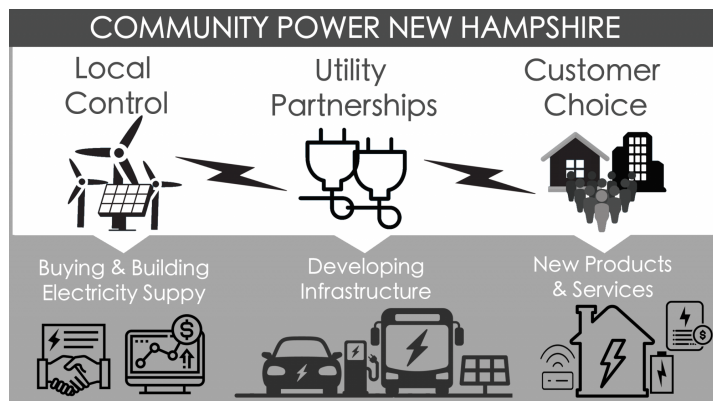 COMMUNITY POWER NEW HAMPSHIRE
Local
Control
Utility
Partnerships
Customer
Choice
Buying & Building
Electricity Suppy
Developing
Infrastructure
New Products
& Services
$
$